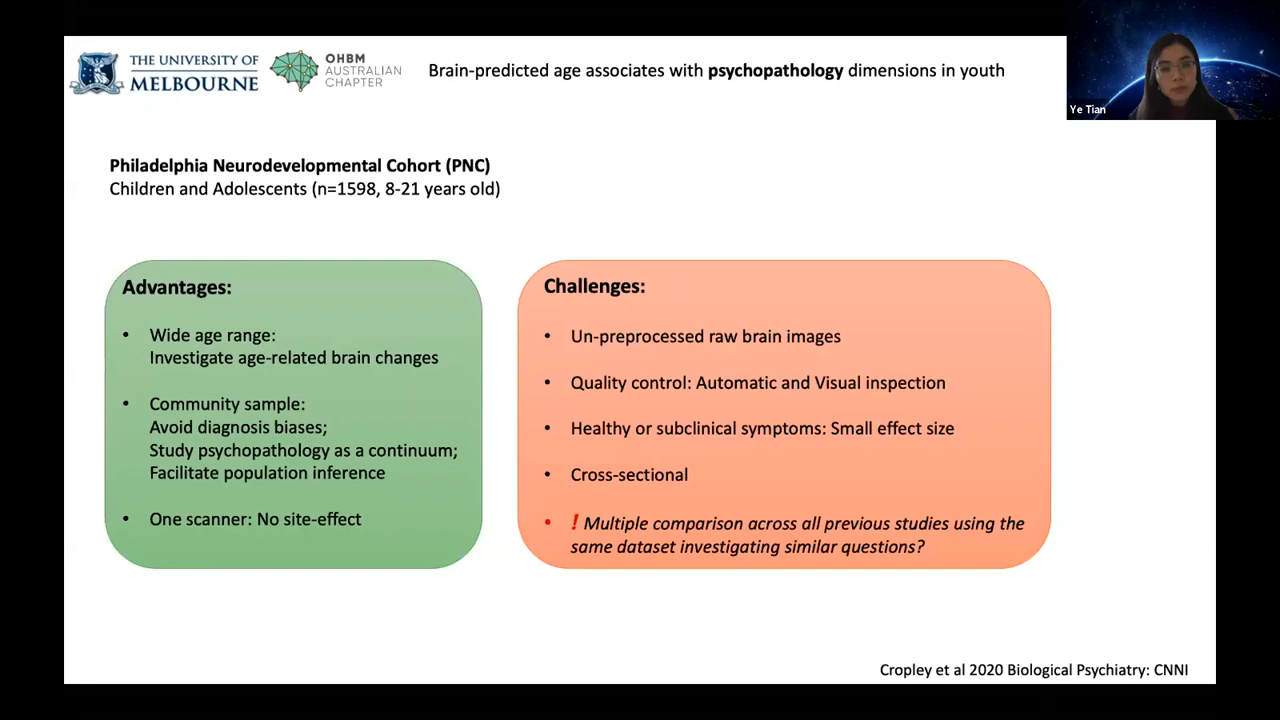 THE UNIVERSITY OF
MELBOURNE
OHBM
AUSTRALIAN
CHAPTER
Brain-predicted age associates with psychopathology dimensions in youth
Ye Tian
Philadelphia Neurodevelopmental Cohort (PNC)
Children and Adolescents (n=1598, 8-21 years old)
Advantages:
• Wide age range:
Investigate age-related brain changes
• Community sample:
Avoid diagnosis biases;
Study psychopathology as a continuum;
Facilitate population inference
• One scanner: No site-effect
Challenges:
• Un-preprocessed raw brain images
• Quality control: Automatic and Visual inspection
• Healthy or subclinical symptoms: Small effect size
• Cross-sectional
• ! Multiple comparison across all previous studies using the
same dataset investigating similar questions?
Cropley et al 2020 Biological Psychiatry: CNNI